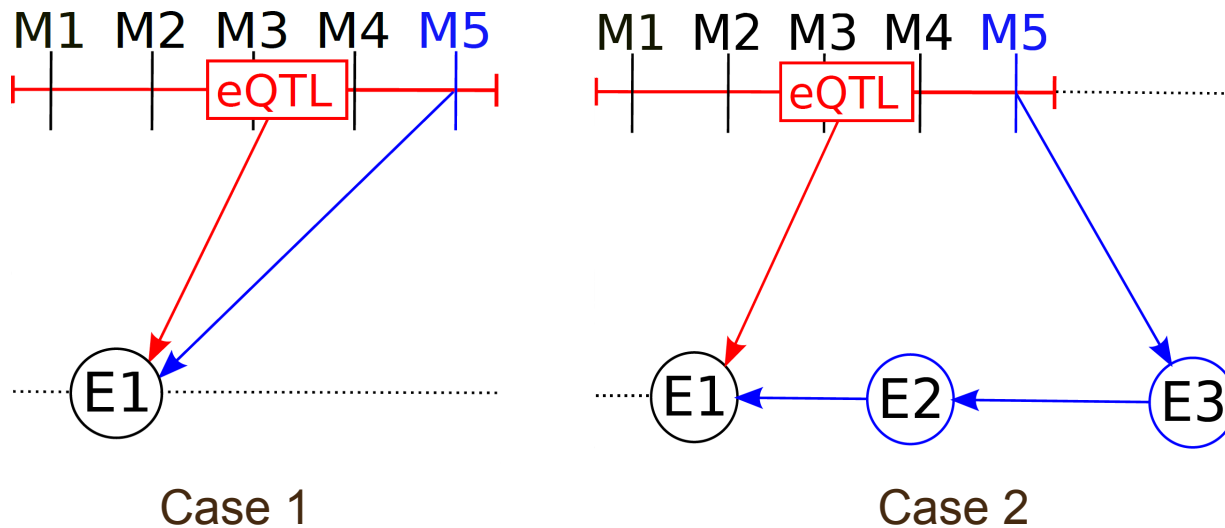 M1 M2 M3 M4 M5
eQTL
E1
Case 1
M1 M2 M3 M4 M5
eQTL
E1 E2 E3
Case 2